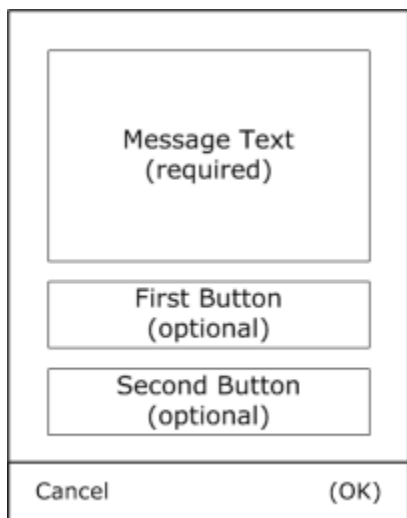 Message Text
(required)
First Button
(optional)
Second Button
(optional)
Cancel (OK)